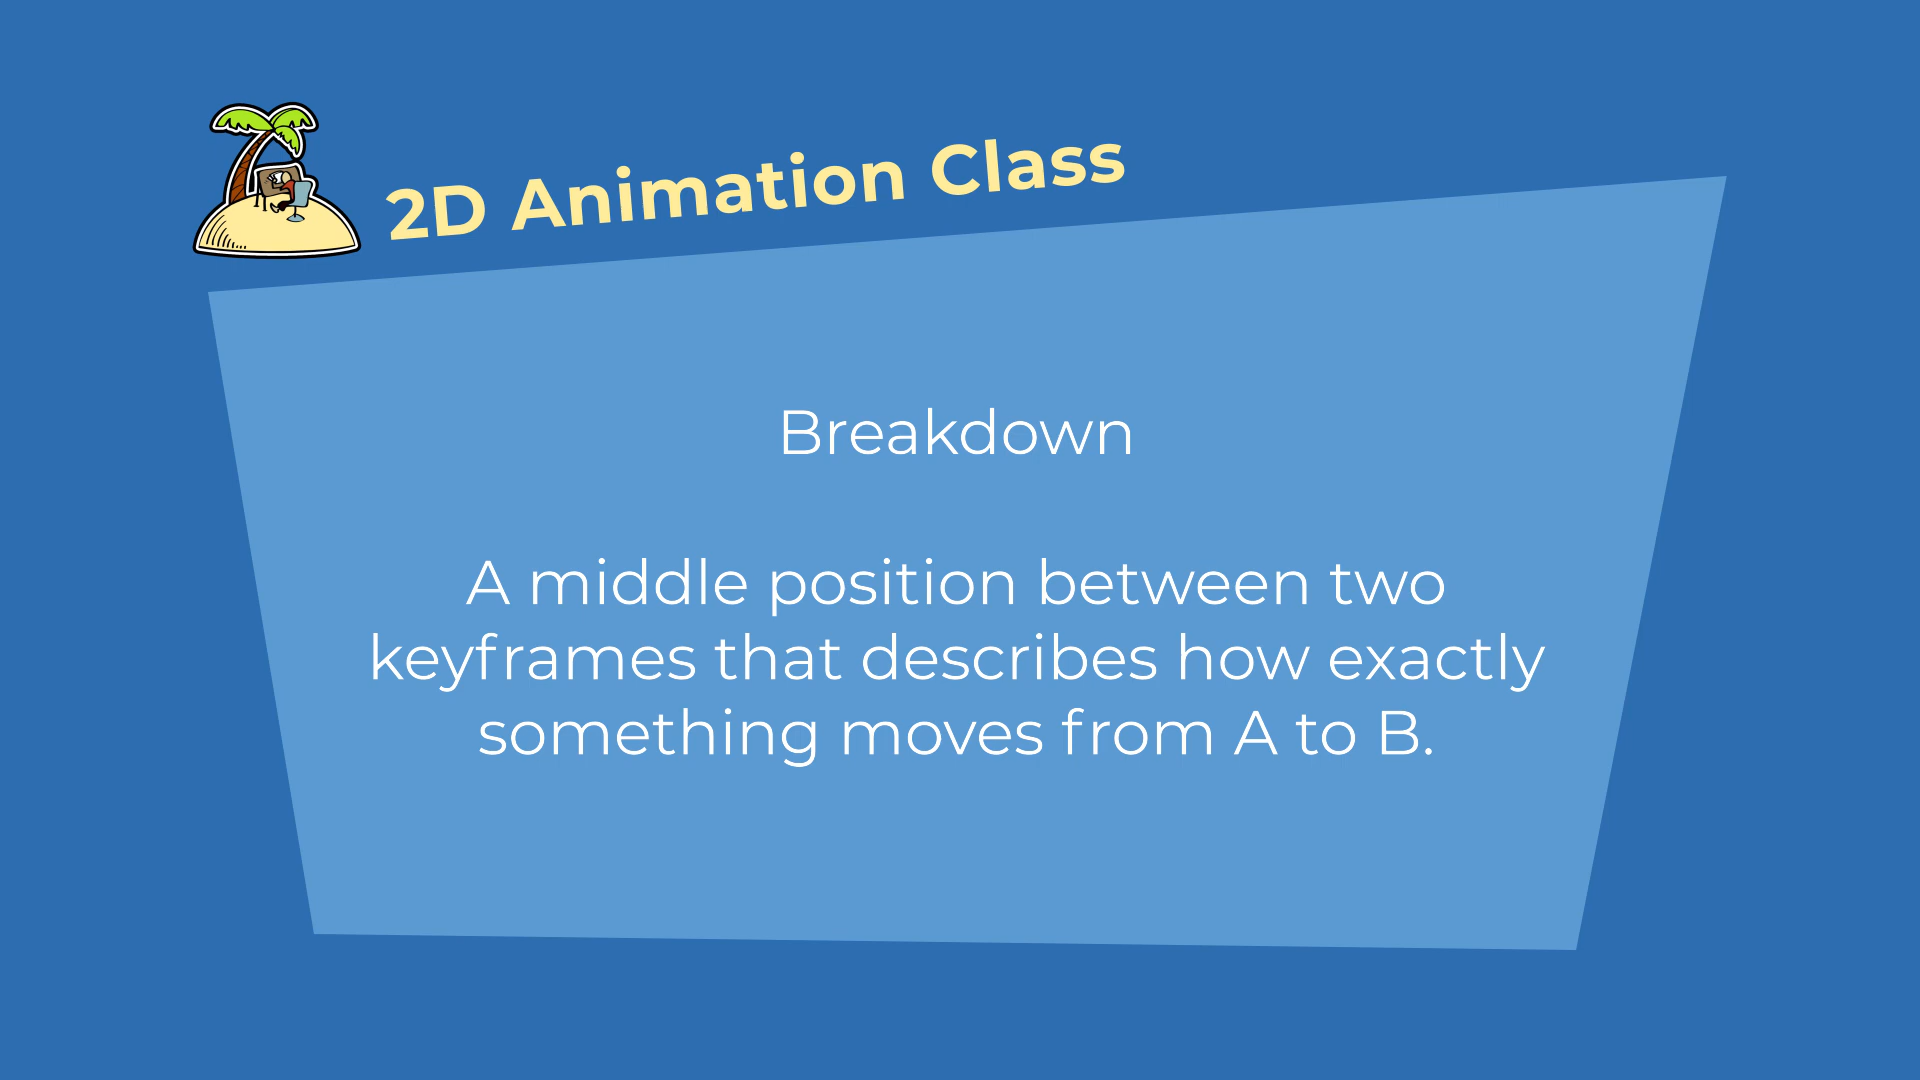 2D Animation Class
Breakdown
A middle position between two
keyframes that describes how exactly
something moves from A to B.